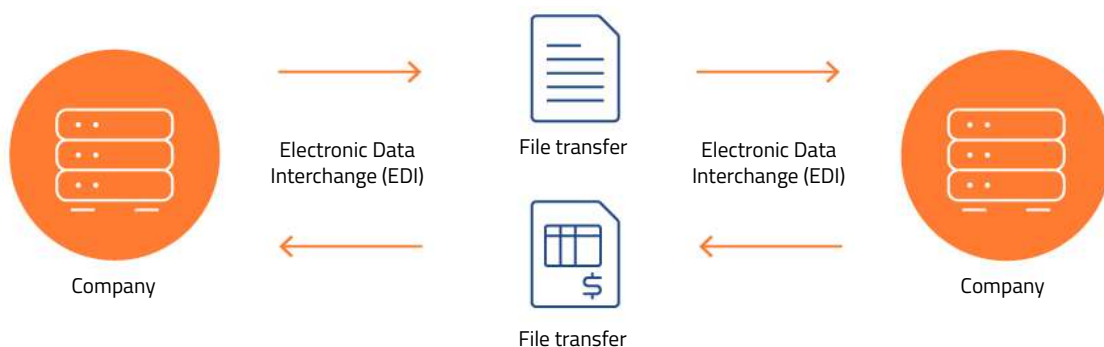 File transfer
Electronic Data
Interchange (EDI)
Electronic Data
Interchange (EDI)
$
Company
Company
File transfer